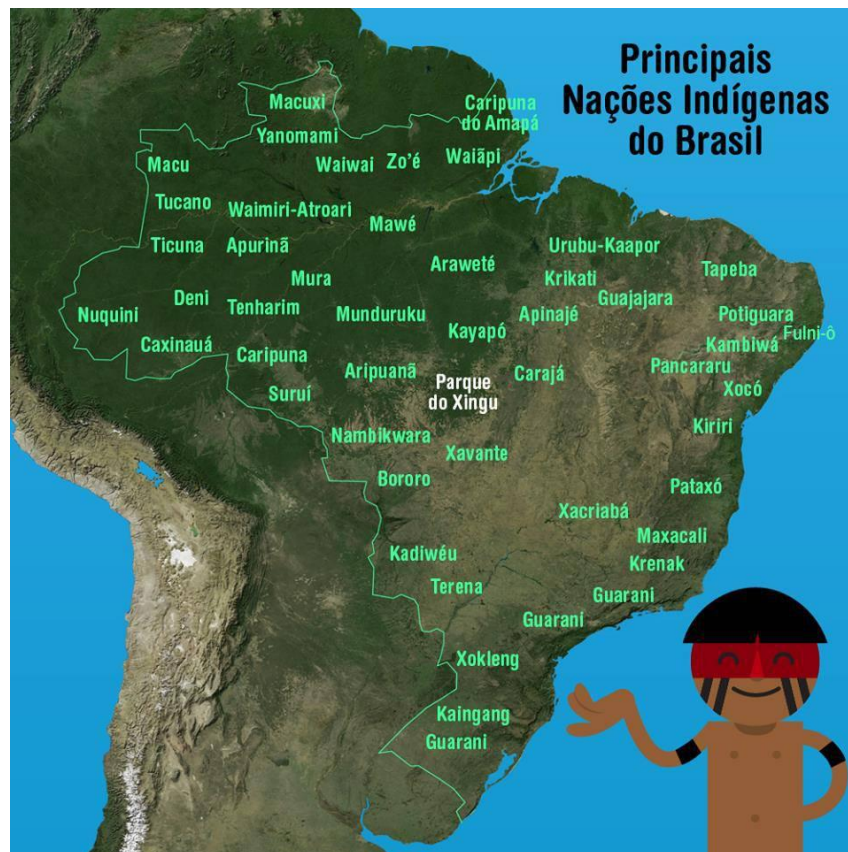 Principais
Nações Indígenas
do Brasil
Macuxi
Caripuna
do Amapá
Yanomami
Macu
Waiwai
Zo'é
Waiãpi
Tucano
Waimiri-Atroari
Mawé
Ticuna
Apurinã
Urubu-Kaapor
Araweté
Tapeba
Mura
Krikati
Deni
Tenharim
Guajajara
Nuquini
Munduruku
Apinajé
Potiguara
Kayapó
Fulni-ô
Caxinauá
Caripuna
Kambiwá
Aripuanã
Parque
do Xingu
Carajá
Pancararu
Suruí
Xocó
Nambikwara
Kiriri
Xavante
Bororo
Pataxó
Xacriabá
Maxacali
Kadiwéu
Krenak
Terena
Guarani
Guarani
Xokleng
Kaingang
Guarani